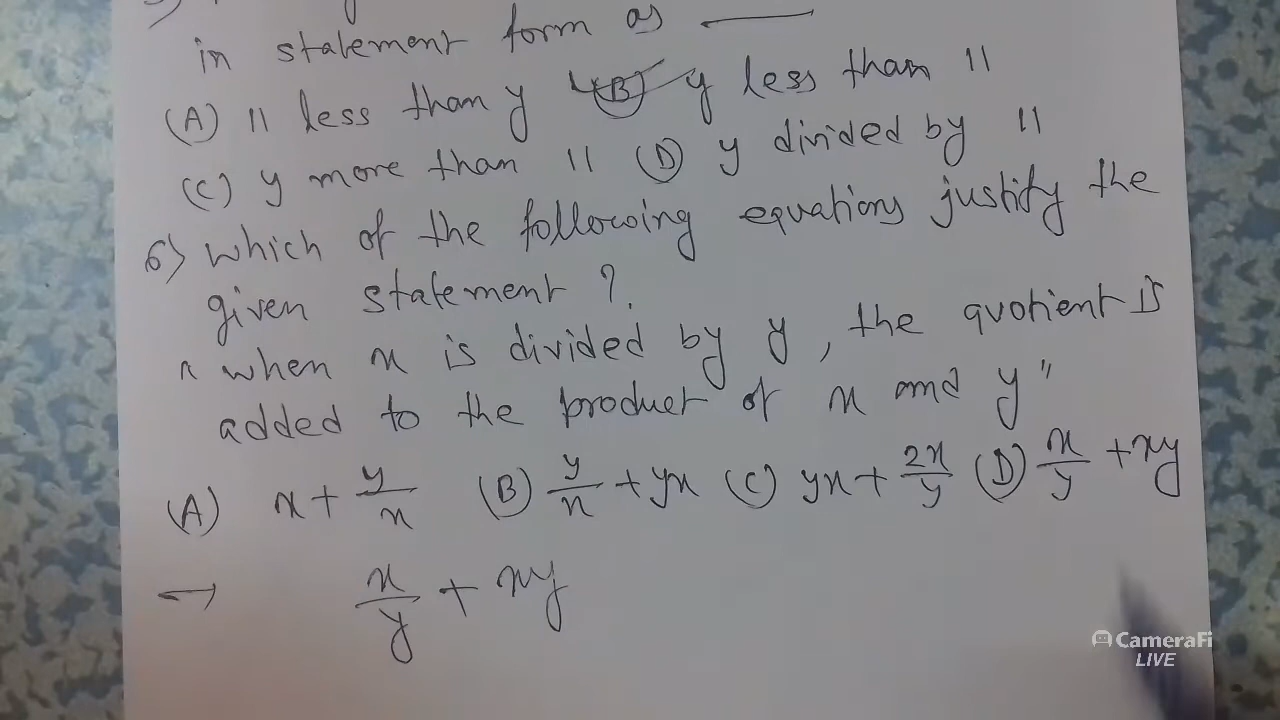 in statement form as
(A) 11 less than y (B) y less than 11
(C) y more than 11 (D) y divided by 11
6) Which of the following equations justify the
given statement ?
" when x is divided by y, the quotient is
added to the product of x and y"
(A) x + y/x (B) y/x + yx (C) yx + 2x/y (D) x/y + xy
→ x/y + xy
CameraFi
LIVE